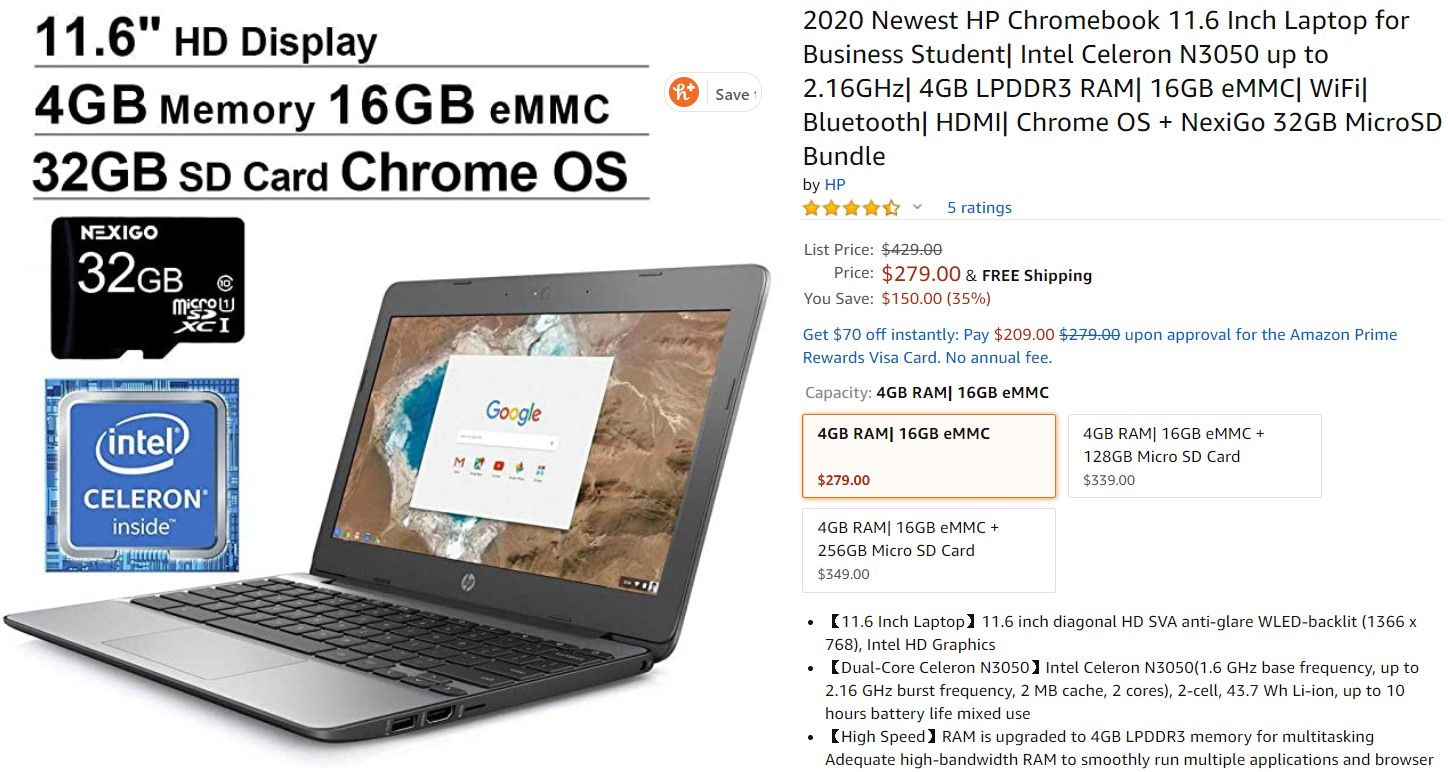 11.6" HD Display
4GB Memory 16GB eMMC
32GB SD Card Chrome OS
NEXIGO
32GB
micro
SD
XC I
intel
CELERON®
inside™
Google
hp
Save
2020 Newest HP Chromebook 11.6 Inch Laptop for
Business Student| Intel Celeron N3050 up to
2.16GHz| 4GB LPDDR3 RAM| 16GB eMMC| WiFi|
Bluetooth| HDMI| Chrome OS + NexiGo 32GB MicroSD
Bundle
by HP
5 ratings
List Price: $429.00
Price: $279.00 & FREE Shipping
You Save: $150.00 (35%)
Get $70 off instantly: Pay $209.00 $279.00 upon approval for the Amazon Prime
Rewards Visa Card. No annual fee.
Capacity: 4GB RAM| 16GB eMMC
4GB RAM| 16GB eMMC
$279.00
4GB RAM| 16GB eMMC +
128GB Micro SD Card
$339.00
4GB RAM| 16GB eMMC +
256GB Micro SD Card
$349.00
• 【11.6 Inch Laptop】11.6 inch diagonal HD SVA anti-glare WLED-backlit (1366 x
768), Intel HD Graphics
• 【Dual-Core Celeron N3050】Intel Celeron N3050(1.6 GHz base frequency, up to
2.16 GHz burst frequency, 2 MB cache, 2 cores), 2-cell, 43.7 Wh Li-ion, up to 10
hours battery life mixed use
• 【High Speed】RAM is upgraded to 4GB LPDDR3 memory for multitasking
Adequate high-bandwidth RAM to smoothly run multiple applications and browser